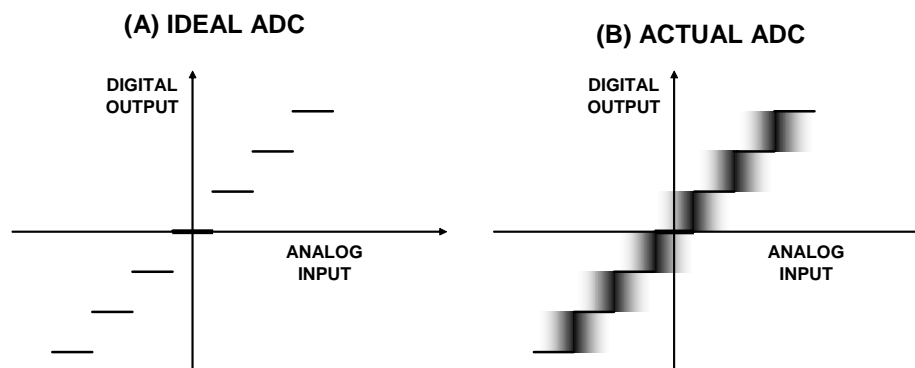 (A) IDEAL ADC
DIGITAL
OUTPUT
ANALOG
INPUT
(B) ACTUAL ADC
DIGITAL
OUTPUT
ANALOG
INPUT